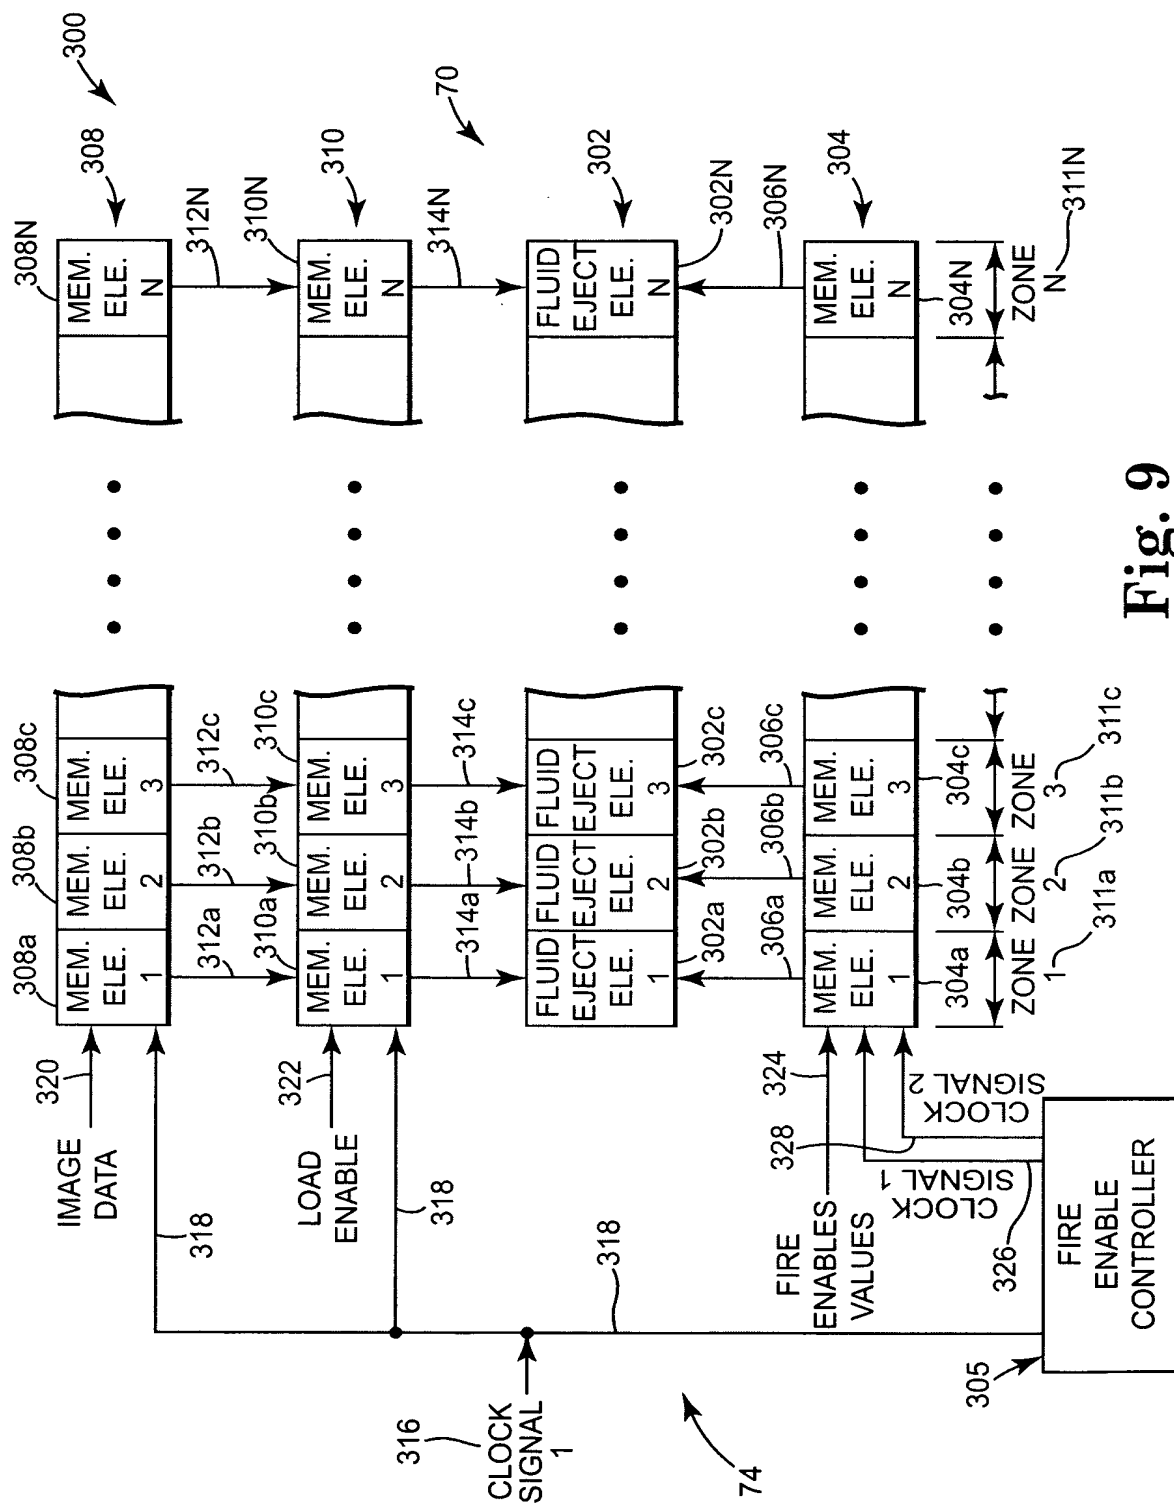 300
308N
308
MEM.
ELE.
N
312N
310N
310
MEM.
ELE.
N
314N
70
302
FLUID
EJECT
ELE.
N
302N
306N
304
MEM.
ELE.
N
304N
ZONE
N
311N
308a
308b
308c
MEM.
ELE.
1
MEM.
ELE.
2
MEM.
ELE.
3
312a
312b
312c
310a
310b
310c
MEM.
ELE.
1
MEM.
ELE.
2
MEM.
ELE.
3
314a
314b
314c
FLUID
EJECT
ELE.
1
FLUID
EJECT
ELE.
2
FLUID
EJECT
ELE.
3
302a
302b
302c
306a
306b
306c
MEM.
ELE.
1
MEM.
ELE.
2
MEM.
ELE.
3
304a
304b
304c
ZONE
1
ZONE
2
ZONE
3
311a
311b
311c
IMAGE
DATA
320
318
LOAD
ENABLE
322
318
FIRE
ENABLES
VALUES
324
328
CLOCK
SIGNAL 2
CLOCK
SIGNAL 1
326
318
316
CLOCK
SIGNAL
1
305
FIRE
ENABLE
CONTROLLER
74
Fig. 9